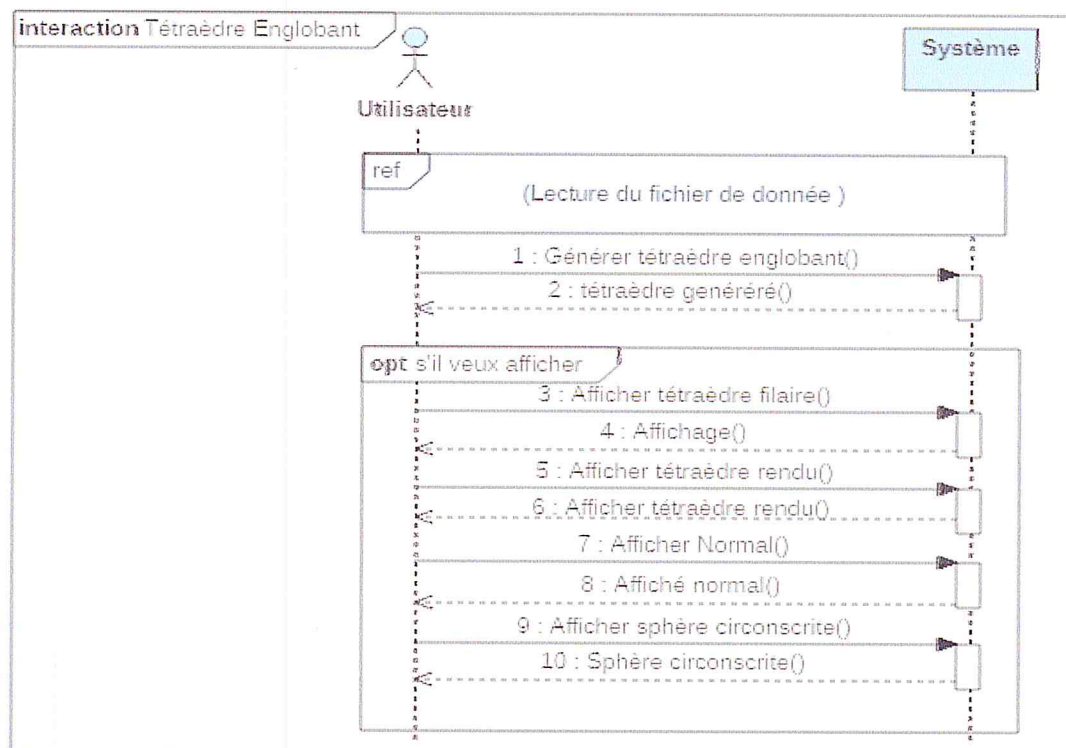 interaction Tétraèdre Englobant
Système
Utilisateur
ref
(Lecture du fichier de donnée )
1 : Générer tétraèdre englobant()
2 : tétraèdre genéréré()
opt s'il veux afficher
3 : Afficher tétraèdre filaire()
4 : Affichage()
5 : Afficher tétraèdre rendu()
6 : Afficher tétraèdre rendu()
7 : Afficher Normal()
8 : Affiché normal()
9 : Afficher sphère circonscrite()
10 : Sphère circonscrite()